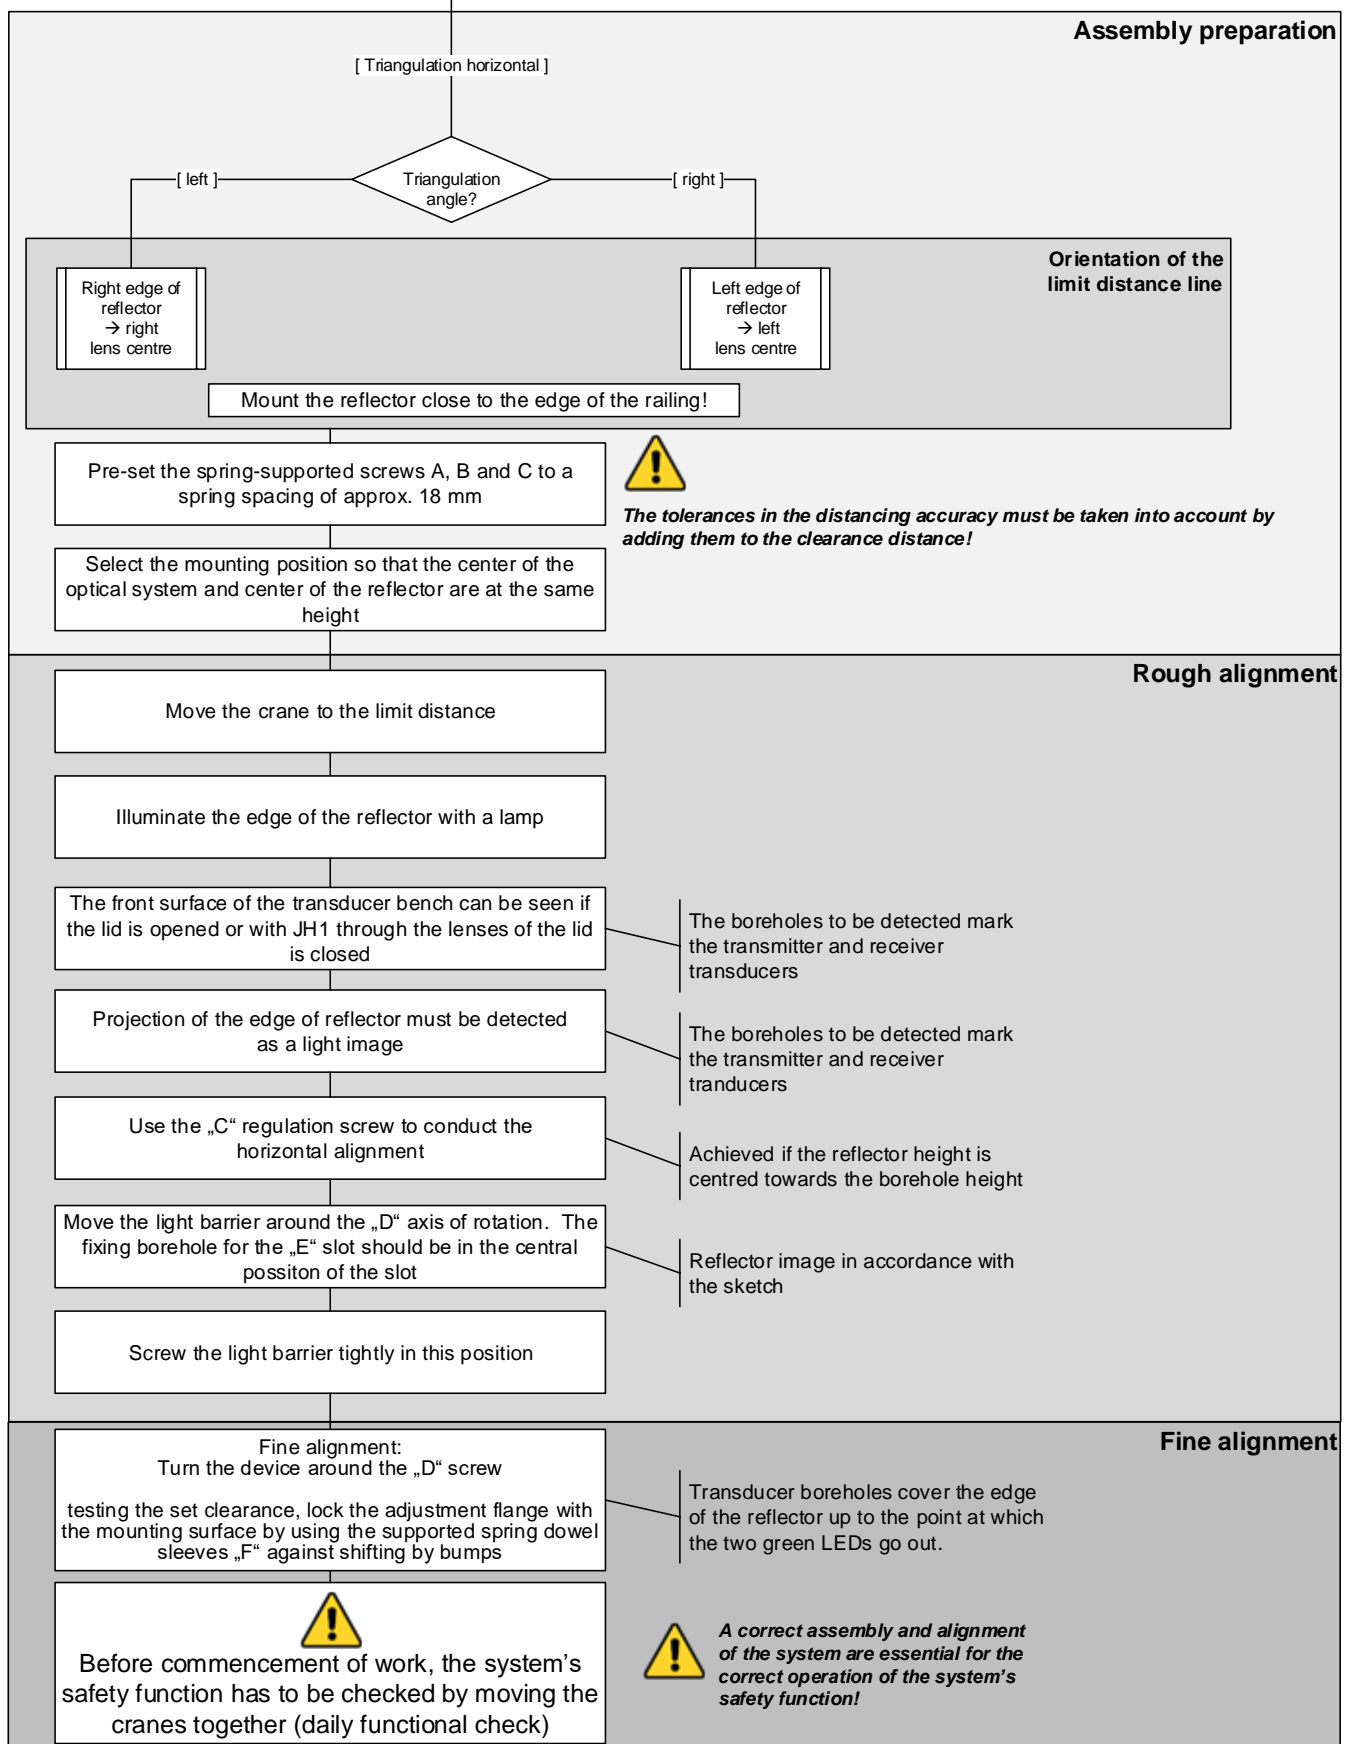 Assembly preparation
[ Triangulation horizontal ]
[ left ]
Triangulation
angle?
[ right ]
Orientation of the
limit distance line
Right edge of
reflector
→ right
lens centre
Left edge of
reflector
→ left
lens centre
Mount the reflector close to the edge of the railing!
Pre-set the spring-supported screws A, B and C to a
spring spacing of approx. 18 mm
The tolerances in the distancing accuracy must be taken into account by
adding them to the clearance distance!
Select the mounting position so that the center of the
optical system and center of the reflector are at the same
height
Rough alignment
Move the crane to the limit distance
Illuminate the edge of the reflector with a lamp
The front surface of the transducer bench can be seen if
the lid is opened or with JH1 through the lenses of the lid
is closed
The boreholes to be detected mark
the transmitter and receiver
transducers
Projection of the edge of reflector must be detected
as a light image
The boreholes to be detected mark
the transmitter and receiver
tranducers
Use the „C“ regulation screw to conduct the
horizontal alignment
Achieved if the reflector height is
centred towards the borehole height
Move the light barrier around the „D“ axis of rotation.  The
fixing borehole for the „E“ slot should be in the central
possiton of the slot
Reflector image in accordance with
the sketch
Screw the light barrier tightly in this position
Fine alignment
Fine alignment:
Turn the device around the „D“ screw
testing the set clearance, lock the adjustment flange with
the mounting surface by using the supported spring dowel
sleeves „F“ against shifting by bumps
Transducer boreholes cover the edge
of the reflector up to the point at which
the two green LEDs go out.
Before commencement of work, the system’s
safety function has to be checked by moving the
cranes together (daily functional check)
A correct assembly and alignment
of the system are essential for the
correct operation of the system’s
safety function!